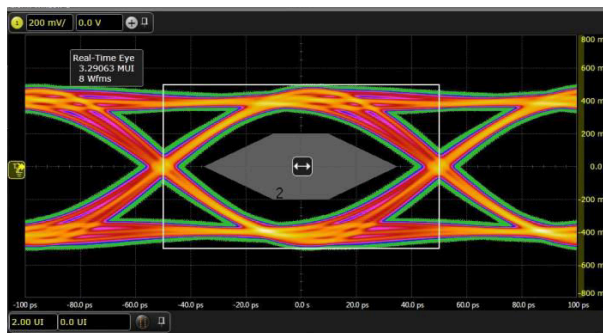 1 200 mV/ 0.0 V
Real-Time Eye
3.29063 MUI
8 Wfms
800 m
600 m
400 m
200 m
0.0
-200 m
-400 m
-600 m
-800 m
2
-100 ps -80.0 ps -60.0 ps -40.0 ps -20.0 ps 0.0 s 20.0 ps 40.0 ps 60.0 ps 80.0 ps 100 ps
2.00 UI 0.0 UI